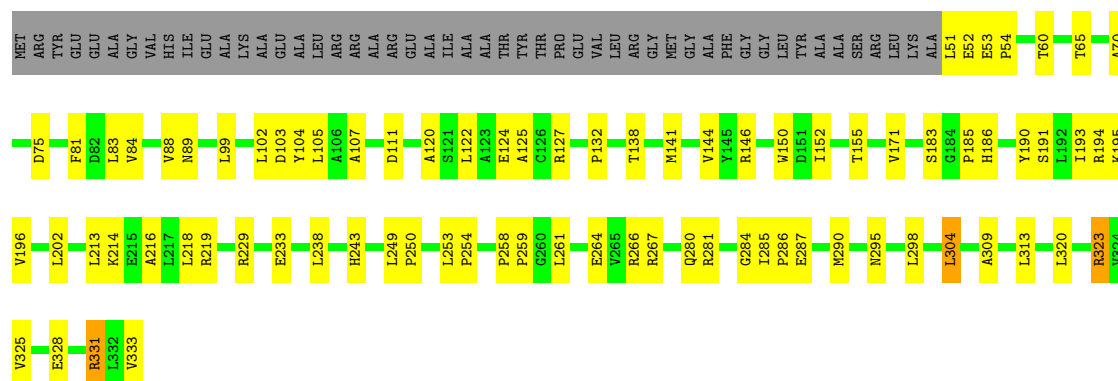 MET ARG TYR GLU GLU ALA GLY VAL HIS ILE GLU ALA LYS ALA GLU ALA LEU ARG ARG ALA ARG GLU ALA ILE ALA ALA THR TYR THR PRO GLU VAL LEU ARG GLY MET GLY ALA PHE GLY GLY LEU TYR ALA ALA SER ARG LEU LYS ALA L51 E52 E53 P54 T60 T65 A70
D75 F81 D82 L83 V84 V88 N89 L99 L102 D103 Y104 L105 A106 A107 D111 A120 S121 L122 A123 E124 A125 C126 R127 P132 T138 M141 V144 Y145 R146 W150 D151 I152 T155 V171 S183 G184 P185 H186 Y190 S191 L192 I193 R194 K195
V196 L202 L213 K214 E215 A216 L217 L218 R219 R229 E233 L238 H243 L249 P250 L253 P254 P258 P259 G260 L261 E264 V265 R266 R267 Q280 R281 G284 I285 P286 E287 M290 N295 L298 L304 A309 L313 L320 R323 V324
V325 E328 R331 L332 V333